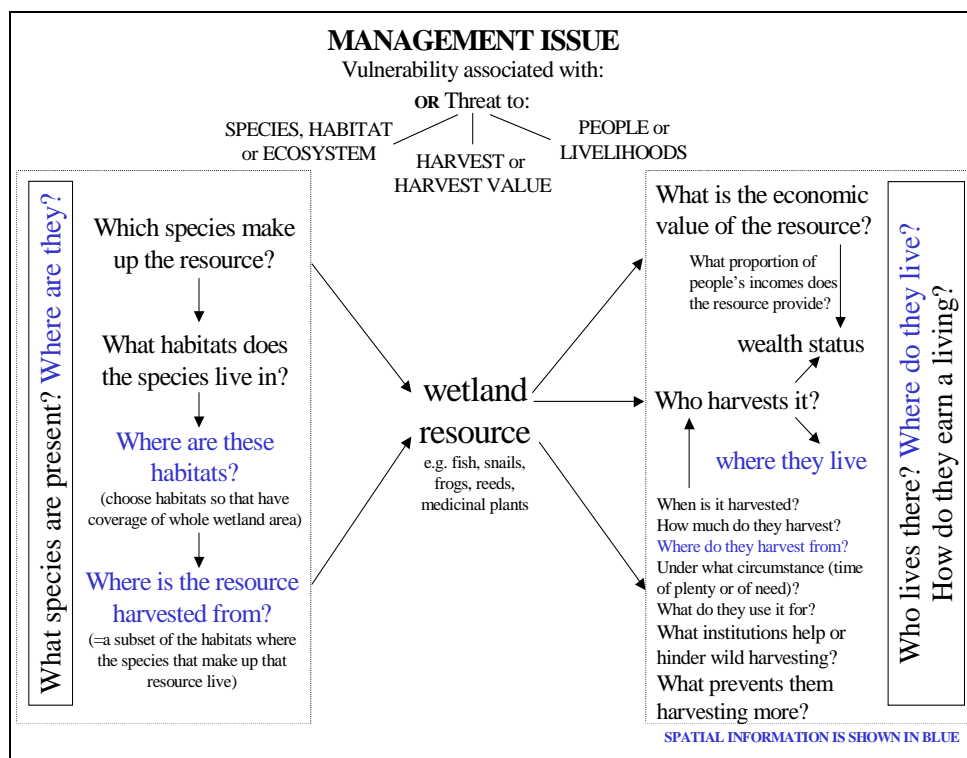 MANAGEMENT ISSUE
Vulnerability associated with:
OR Threat to:
SPECIES, HABITAT
or ECOSYSTEM
HARVEST or
HARVEST VALUE
PEOPLE or
LIVELIHOODS
What species are present? Where are they?
Which species make
up the resource?
What habitats does
the species live in?
Where are these
habitats?
(choose habitats so that have
coverage of whole wetland area)
Where is the resource
harvested from?
(=a subset of the habitats where
the species that make up that
resource live)
wetland
resource
e.g. fish, snails,
frogs, reeds,
medicinal plants
What is the economic
value of the resource?
What proportion of
people's incomes does
the resource provide?
wealth status
Who harvests it?
where they live
When is it harvested?
How much do they harvest?
Where do they harvest from?
Under what circumstance (time
of plenty or of need)?
What do they use it for?
What institutions help or
hinder wild harvesting?
What prevents them
harvesting more?
Who lives there? Where do they live?
How do they earn a living?
SPATIAL INFORMATION IS SHOWN IN BLUE